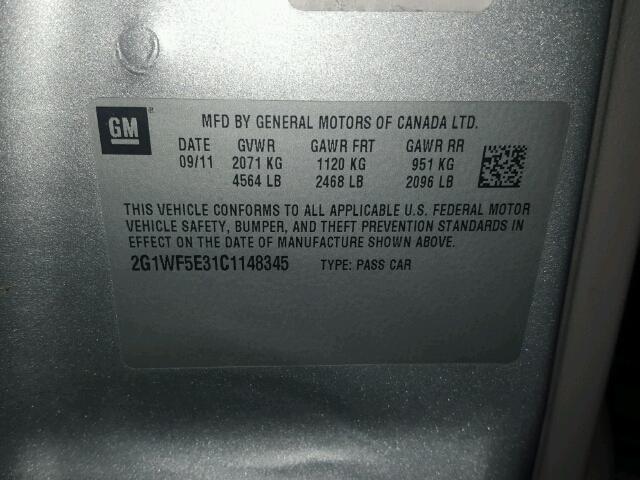 GM
MFD BY GENERAL MOTORS OF CANADA LTD.
DATE GVWR GAWR FRT GAWR RR
09/11 2071 KG 1120 KG 951 KG
4564 LB 2468 LB 2096 LB
THIS VEHICLE CONFORMS TO ALL APPLICABLE U.S. FEDERAL MOTOR
VEHICLE SAFETY, BUMPER, AND THEFT PREVENTION STANDARDS IN
EFFECT ON THE DATE OF MANUFACTURE SHOWN ABOVE.
2G1WF5E31C1148345 TYPE: PASS CAR